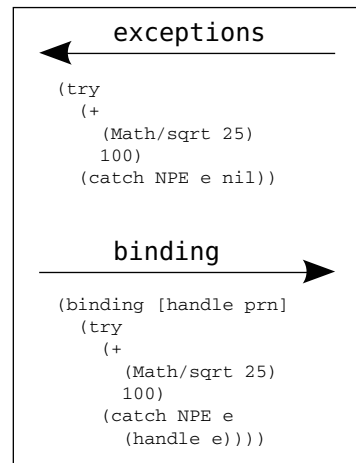 exceptions
(try
  (+
    (Math/sqrt 25)
    100)
  (catch NPE e nil))
binding
(binding [handle prn]
  (try
    (+
      (Math/sqrt 25)
      100)
    (catch NPE e
      (handle e))))